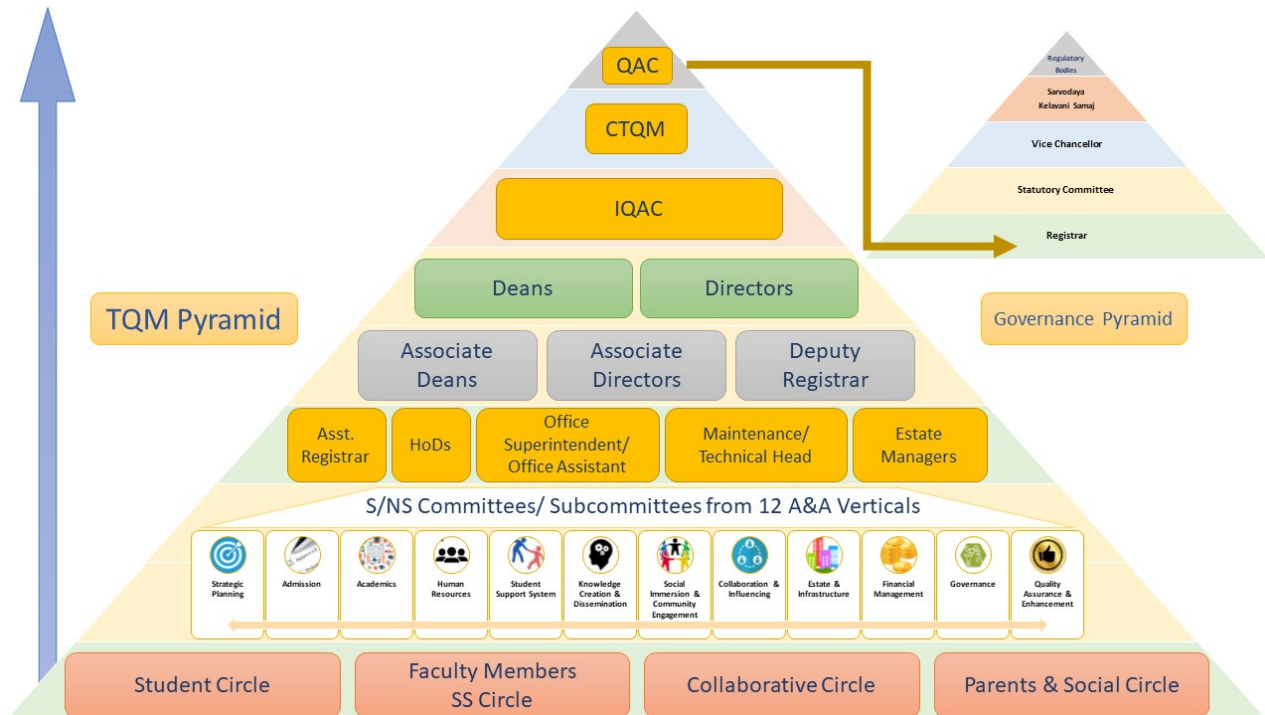 QAC
CTQM
IQAC
Deans
Directors
Associate
Deans
Associate
Directors
Deputy
Registrar
Asst.
Registrar
HoDs
Office
Superintendent/
Office Assistant
Maintenance/
Technical Head
Estate
Managers
S/NS Committees/ Subcommittees from 12 A&A Verticals
Strategic
Planning
Admission
Academics
Human
Resources
Student
Support System
Knowledge
Creation &
Dissemination
Social
Immersion &
Community
Engagement
Collaboration &
Influencing
Estate &
Infrastructure
Financial
Management
Governance
Quality
Assurance &
Enhancement
Student Circle
Faculty Members
SS Circle
Collaborative Circle
Parents & Social Circle
TQM Pyramid
Regulatory
Bodies
Sarvodaya
Kelavani Samaj
Vice Chancellor
Statutory Committee
Registrar
Governance Pyramid